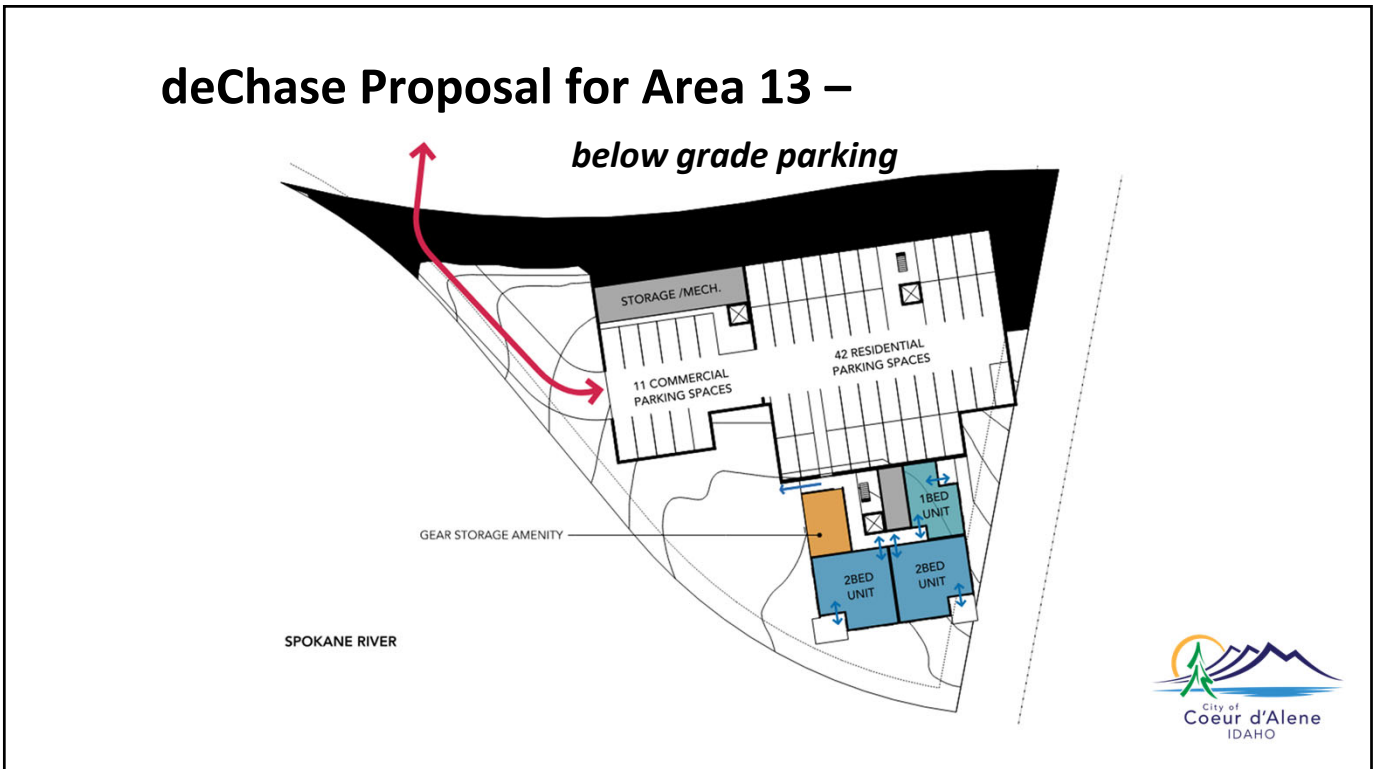 deChase Proposal for Area 13 –
below grade parking
STORAGE /MECH.
42 RESIDENTIAL
PARKING SPACES
11 COMMERCIAL
PARKING SPACES
1BED
UNIT
GEAR STORAGE AMENITY
2BED
UNIT
2BED
UNIT
SPOKANE RIVER
City of
Coeur d'Alene
IDAHO